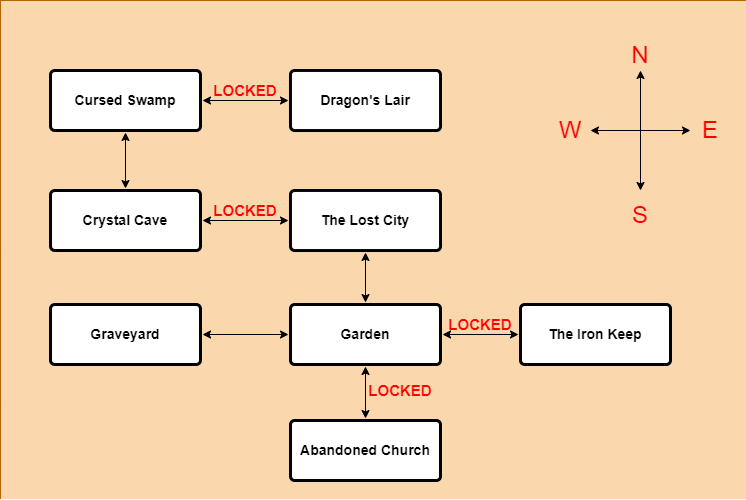 N
Cursed Swamp
LOCKED
Dragon's Lair
W
E
Crystal Cave
LOCKED
The Lost City
S
Graveyard
Garden
LOCKED
The Iron Keep
LOCKED
Abandoned Church